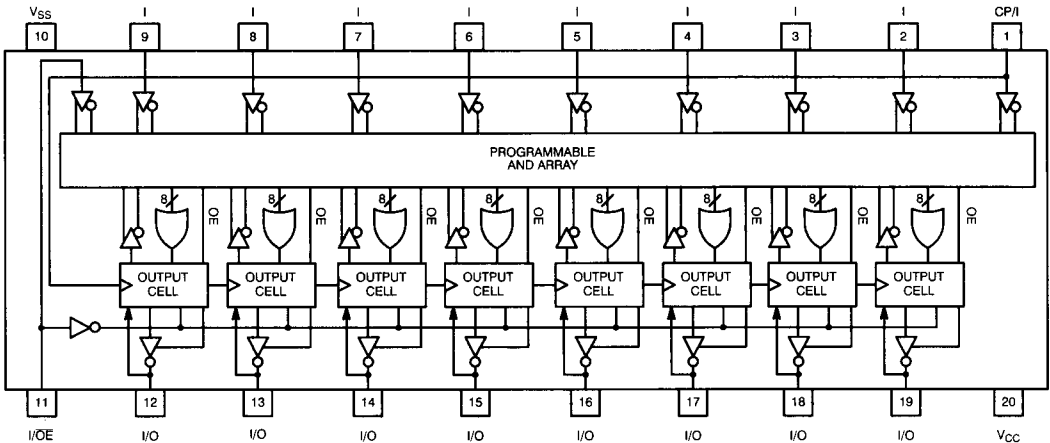 VSS I I I I I I I I CP/I
10 9 8 7 6 5 4 3 2 1
PROGRAMMABLE
AND ARRAY
8 8 8 8 8 8 8 8
OE OE OE OE OE OE OE OE
OUTPUT OUTPUT OUTPUT OUTPUT OUTPUT OUTPUT OUTPUT OUTPUT
CELL CELL CELL CELL CELL CELL CELL CELL
11 12 13 14 15 16 17 18 19 20
I/OE I/O I/O I/O I/O I/O I/O I/O I/O VCC